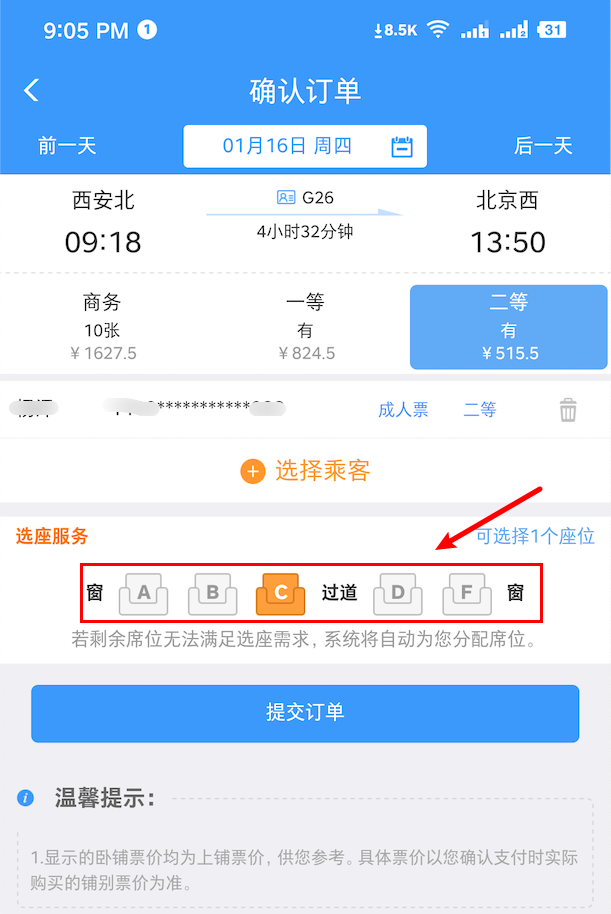 9:05 PM 1 8.5K 31
确认订单
前一天 01月16日 周四 后一天
西安北 G26 北京西
09:18 4小时32分钟 13:50
商务 一等 二等
10张 有 有
￥1627.5 ￥824.5 ￥515.5
************ 成人票 二等
+ 选择乘客
选座服务 可选择1个座位
窗 A B C 过道 D F 窗
若剩余席位无法满足选座需求，系统将自动为您分配席位。
提交订单
i 温馨提示：
1.显示的卧铺票价均为上铺票价，供您参考。具体票价以您确认支付时实际
购买的铺别票价为准。